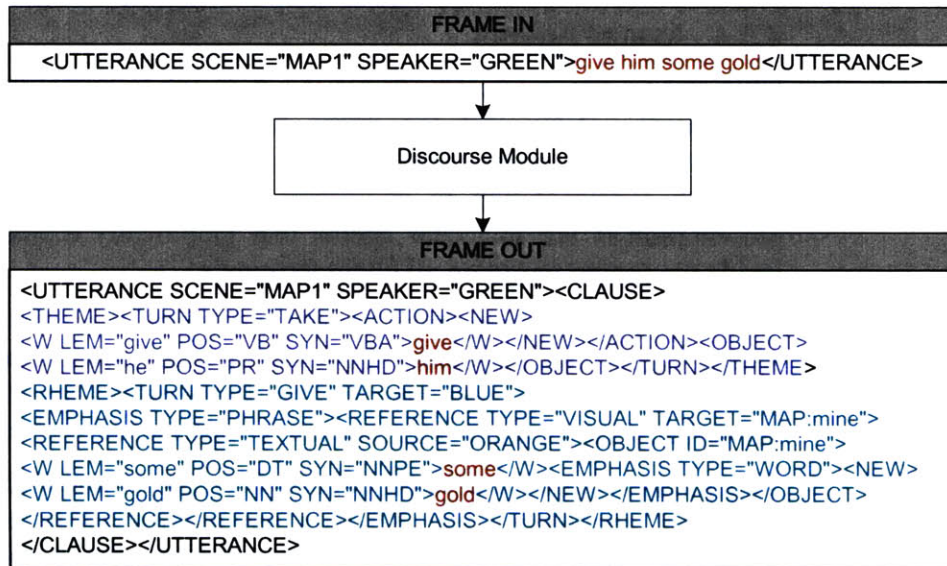 FRAME IN
<UTTERANCE SCENE="MAP1" SPEAKER="GREEN">give him some gold</UTTERANCE>
Discourse Module
FRAME OUT
<UTTERANCE SCENE="MAP1" SPEAKER="GREEN"><CLAUSE>
<THEME><TURN TYPE="TAKE"><ACTION><NEW>
<W LEM="give" POS="VB" SYN="VBA">give</W></NEW></ACTION><OBJECT>
<W LEM="he" POS="PR" SYN="NNHD">him</W></OBJECT></TURN></THEME>
<RHEME><TURN TYPE="GIVE" TARGET="BLUE">
<EMPHASIS TYPE="PHRASE"><REFERENCE TYPE="VISUAL" TARGET="MAP:mine">
<REFERENCE TYPE="TEXTUAL" SOURCE="ORANGE"><OBJECT ID="MAP:mine">
<W LEM="some" POS="DT" SYN="NNPE">some</W><EMPHASIS TYPE="WORD"><NEW>
<W LEM="gold" POS="NN" SYN="NNHD">gold</W></NEW></EMPHASIS></OBJECT>
</REFERENCE></REFERENCE></EMPHASIS></TURN></RHEME>
</CLAUSE></UTTERANCE>